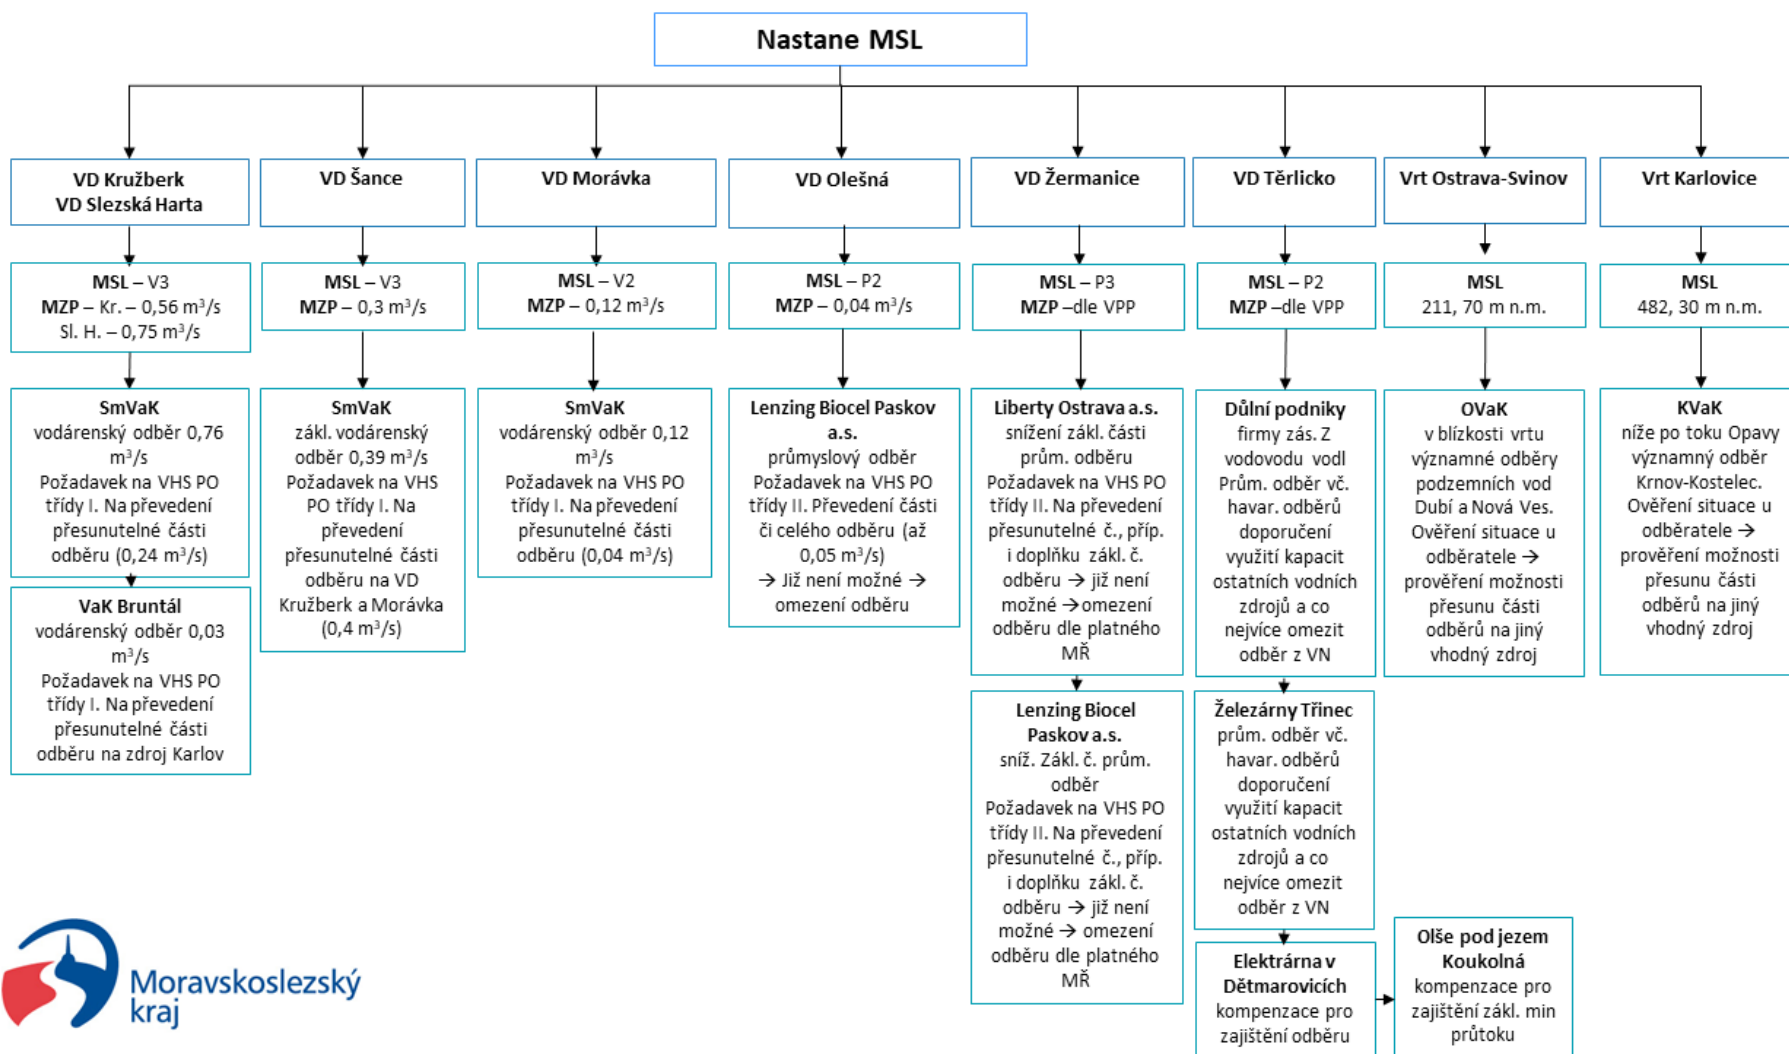 Nastane MSL
VD Kružberk
VD Slezská Harta
MSL – V3
MZP – Kr. – 0,56 m³/s
Sl. H. – 0,75 m³/s
SmVaK
vodárenský odběr 0,76
m³/s
Požadavek na VHS PO
třídy I. Na převedení
přesunutelné části
odběru (0,24 m³/s)
VaK Bruntál
vodárenský odběr 0,03
m³/s
Požadavek na VHS PO
třídy I. Na převedení
přesunutelné části
odběru na zdroj Karlov
VD Šance
MSL – V3
MZP – 0,3 m³/s
SmVaK
zákl. vodárenský
odběr 0,39 m³/s
Požadavek na VHS
PO třídy I. Na
převedení
přesunutelné části
odběru na VD
Kružberk a Morávka
(0,4 m³/s)
VD Morávka
MSL – V2
MZP – 0,12 m³/s
SmVaK
vodárenský odběr 0,12
m³/s
Požadavek na VHS PO
třídy I. Na převedení
přesunutelné části
odběru (0,04 m³/s)
VD Olešná
MSL – P2
MZP – 0,04 m³/s
Lenzing Biocel Paskov
a.s.
průmyslový odběr
Požadavek na VHS PO
třídy II. Převedení části
či celého odběru (až
0,05 m³/s)
→ Již není možné →
omezení odběru
VD Žermanice
MSL – P3
MZP –dle VPP
Liberty Ostrava a.s.
snížení zákl. části
prům. odběru
Požadavek na VHS PO
třídy II. Na převedení
přesunutelné č., příp.
i doplňku zákl. č.
odběru → již není
možné →omezení
odběru dle platného
MŘ
Lenzing Biocel
Paskov a.s.
sníž. Zákl. č. prům.
odběr
Požadavek na VHS PO
třídy II. Na převedení
přesunutelné č., příp.
i doplňku zákl. č.
odběru → již není
možné → omezení
odběru dle platného
MŘ
VD Těrlicko
MSL – P2
MZP –dle VPP
Důlní podniky
firmy zás. Z
vodovodu vodl
Prům. odběr vč.
havar. odběrů
doporučení
využití kapacit
ostatních vodních
zdrojů a co
nejvíce omezit
odběr z VN
Železárny Třinec
prům. odběr vč.
havar. odběrů
doporučení
využití kapacit
ostatních vodních
zdrojů a co
nejvíce omezit
odběr z VN
Elektrárna v
Dětmarovicích
kompenzace pro
zajištění odběru
Olše pod jezem
Koukolná
kompenzace pro
zajištění zákl. min
průtoku
Vrt Ostrava-Svinov
MSL
211, 70 m n.m.
OVaK
v blízkosti vrtu
významné odběry
podzemních vod
Dubí a Nová Ves.
Ověření situace u
odběratele →
prověření možnosti
přesunu části
odběrů na jiný
vhodný zdroj
Vrt Karlovice
MSL
482, 30 m n.m.
KVaK
níže po toku Opavy
významný odběr
Krnov-Kostelec.
Ověření situace u
odběratele →
prověření možnosti
přesunu části
odběrů na jiný
vhodný zdroj
Moravskoslezský
kraj